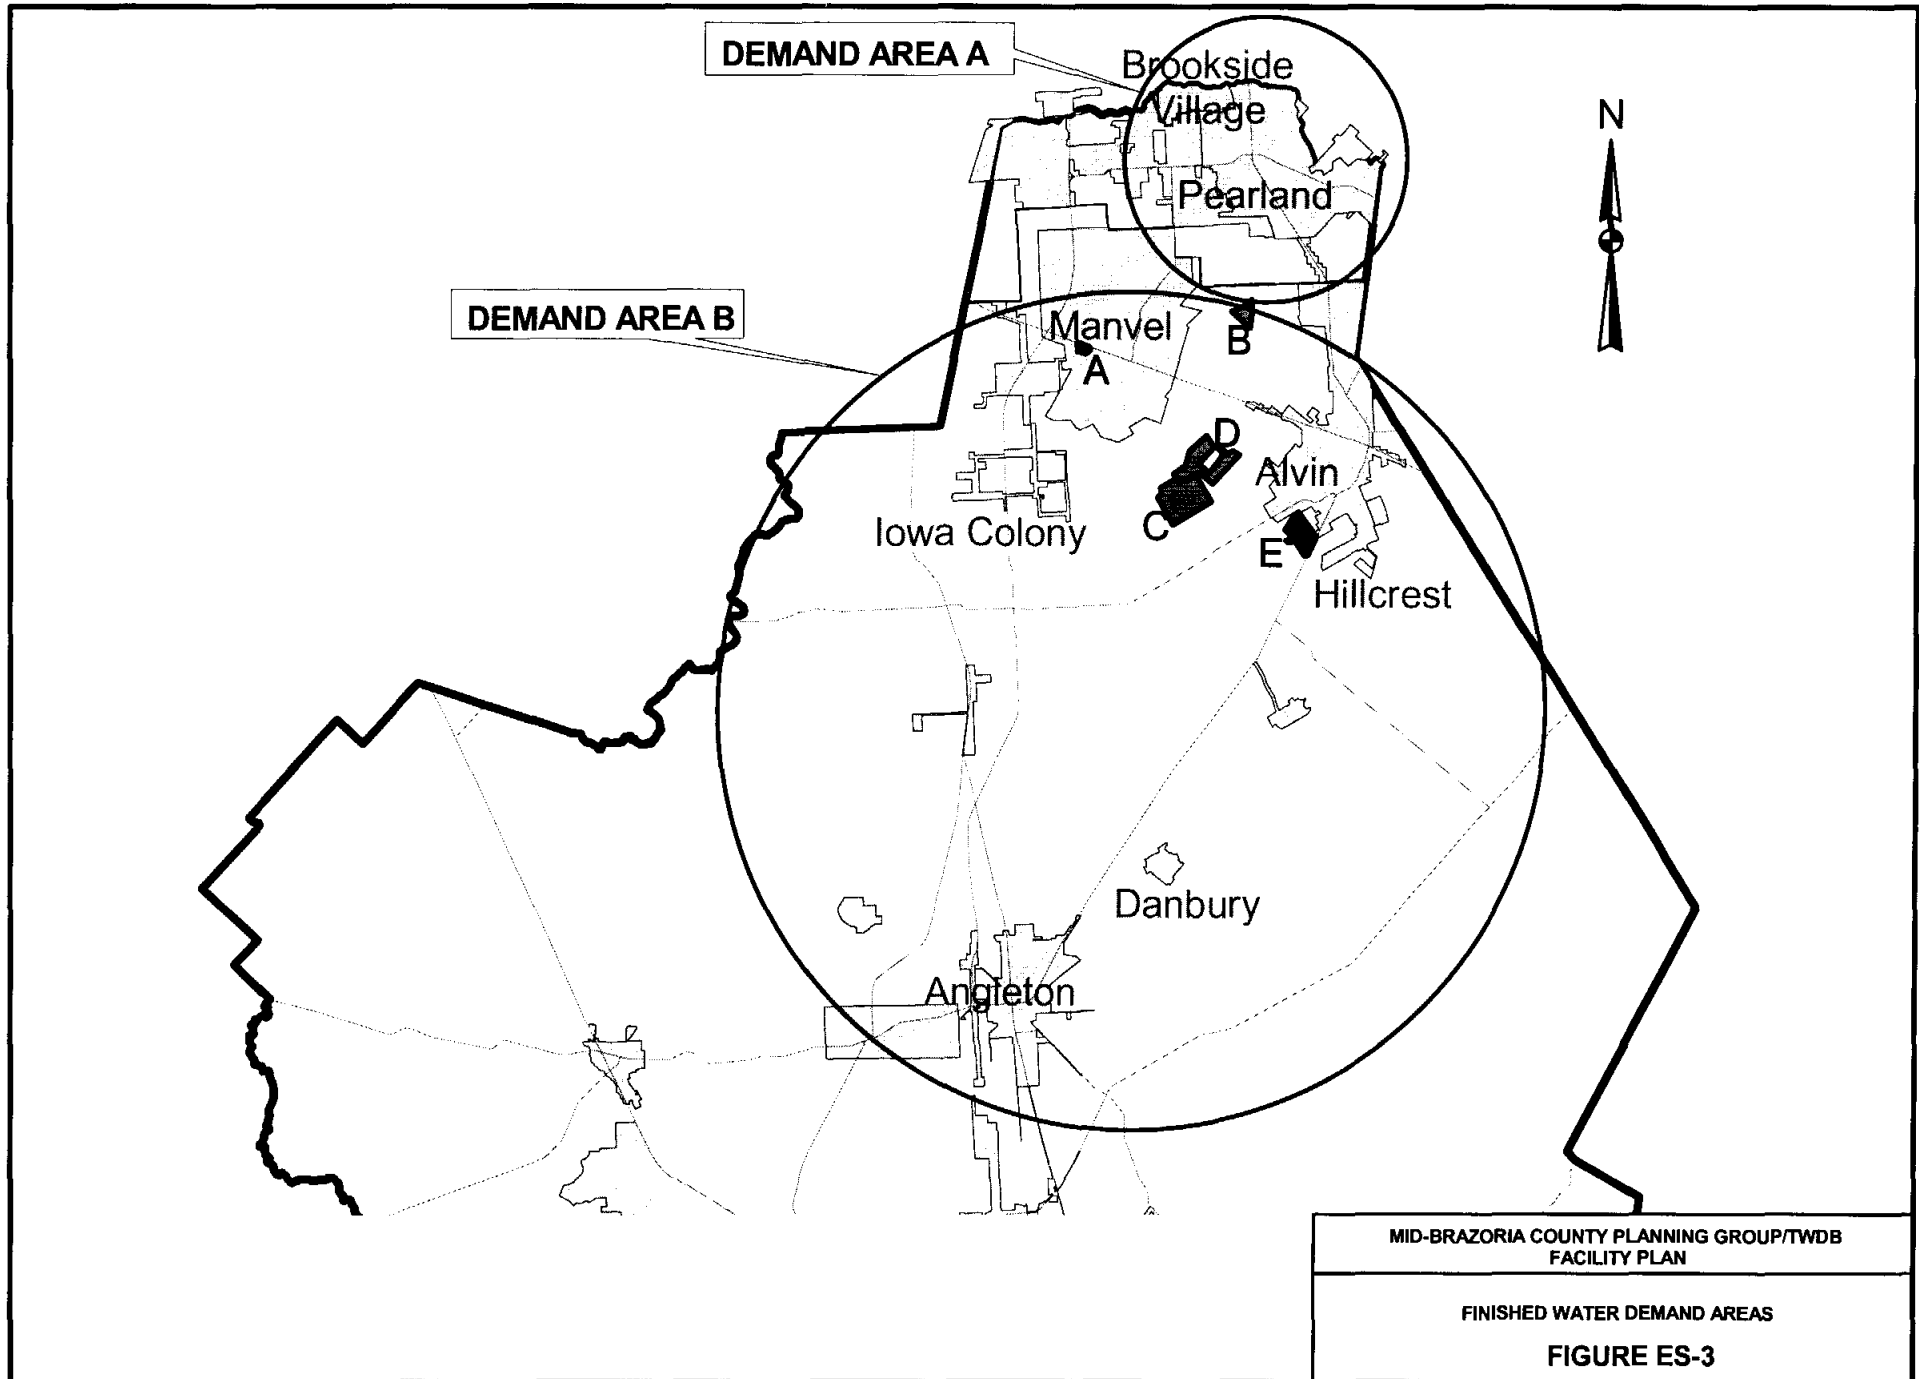 DEMAND AREA A
Brookside
Village
N
Pearland
DEMAND AREA B
Manvel
B
A
D
Alvin
C
Iowa Colony
E
Hillcrest
Danbury
Angleton
MID-BRAZORIA COUNTY PLANNING GROUP/TWDB
FACILITY PLAN
FINISHED WATER DEMAND AREAS
FIGURE ES-3